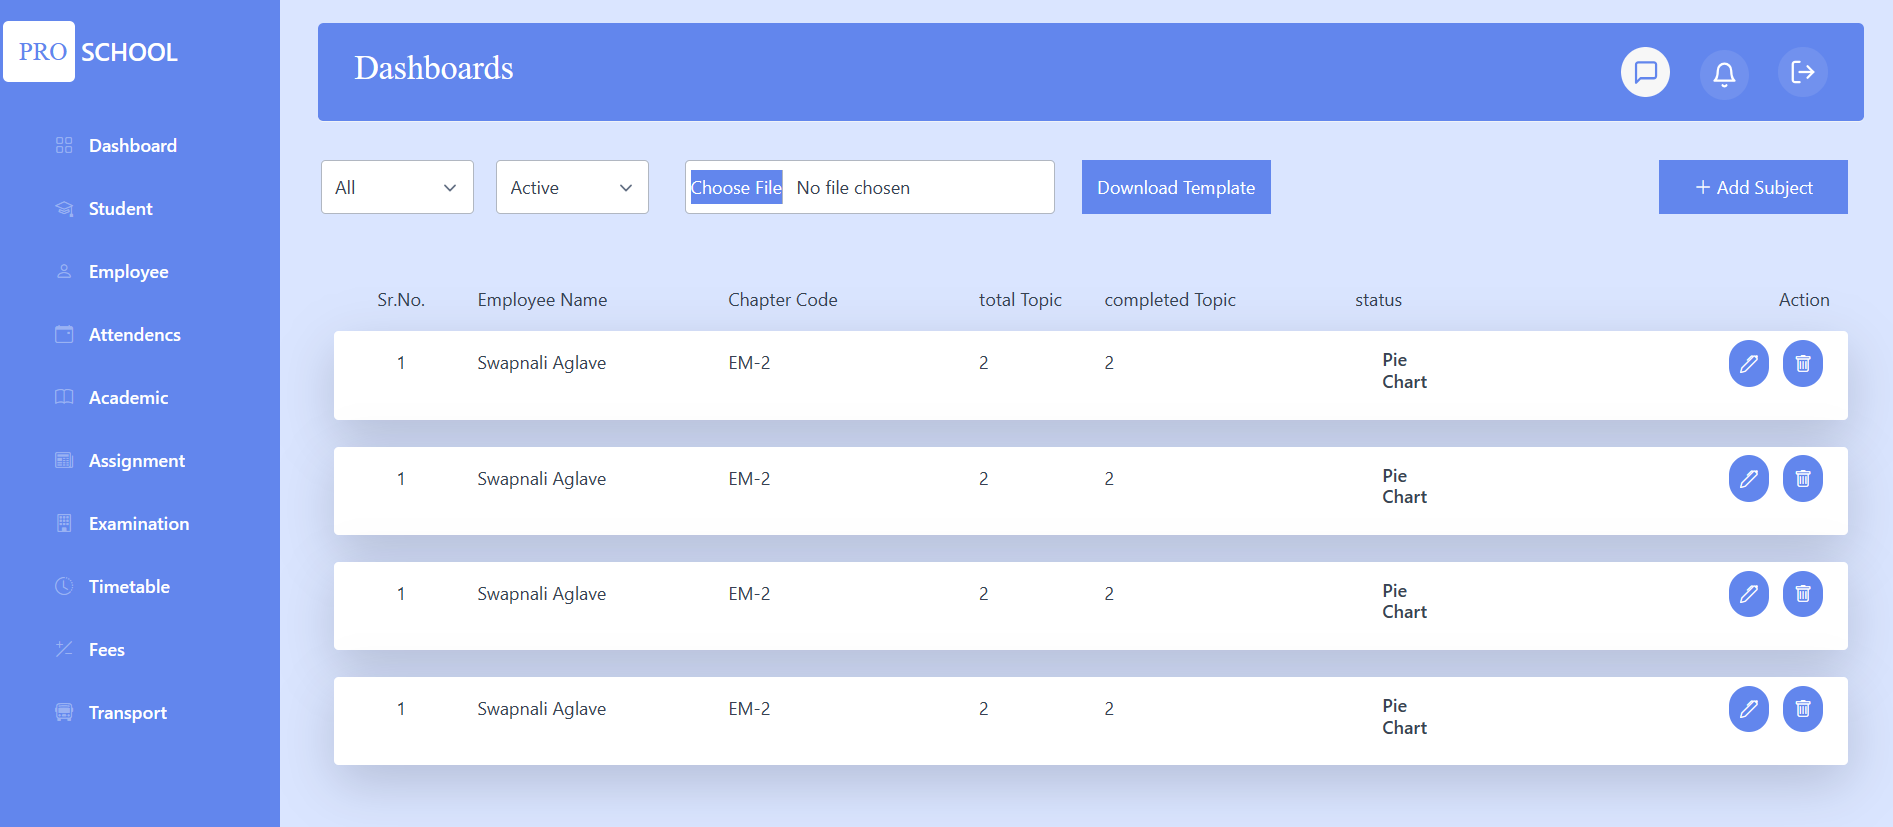 PRO SCHOOL
Dashboard
Student
Employee
Attendencs
Academic
Assignment
Examination
Timetable
Fees
Transport
Dashboards
All
Active
Choose File No file chosen
Download Template
+ Add Subject
Sr.No. Employee Name Chapter Code total Topic completed Topic status Action
1 Swapnali Aglave EM-2 2 2 Pie
Chart
1 Swapnali Aglave EM-2 2 2 Pie
Chart
1 Swapnali Aglave EM-2 2 2 Pie
Chart
1 Swapnali Aglave EM-2 2 2 Pie
Chart